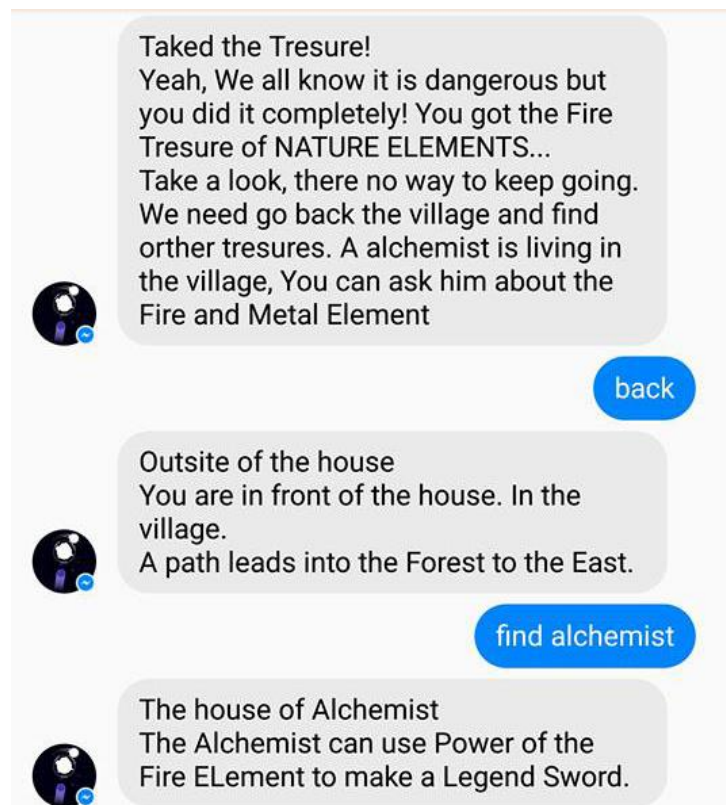 Taked the Tresure!
Yeah, We all know it is dangerous but
you did it completely! You got the Fire
Tresure of NATURE ELEMENTS...
Take a look, there no way to keep going.
We need go back the village and find
orther tresures. A alchemist is living in
the village, You can ask him about the
Fire and Metal Element
back
Outsite of the house
You are in front of the house. In the
village.
A path leads into the Forest to the East.
find alchemist
The house of Alchemist
The Alchemist can use Power of the
Fire ELement to make a Legend Sword.